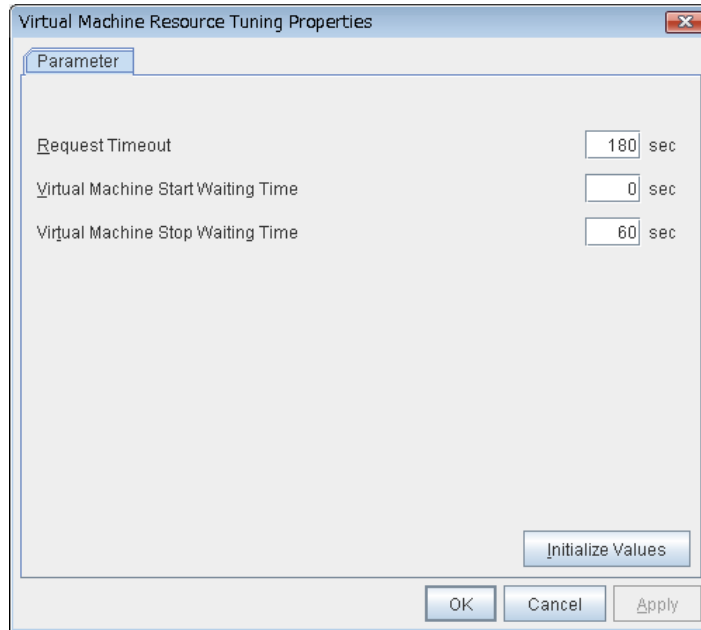 Virtual Machine Resource Tuning Properties
Parameter
Request Timeout 180 sec
Virtual Machine Start Waiting Time 0 sec
Virtual Machine Stop Waiting Time 60 sec
Initialize Values
OK Cancel Apply